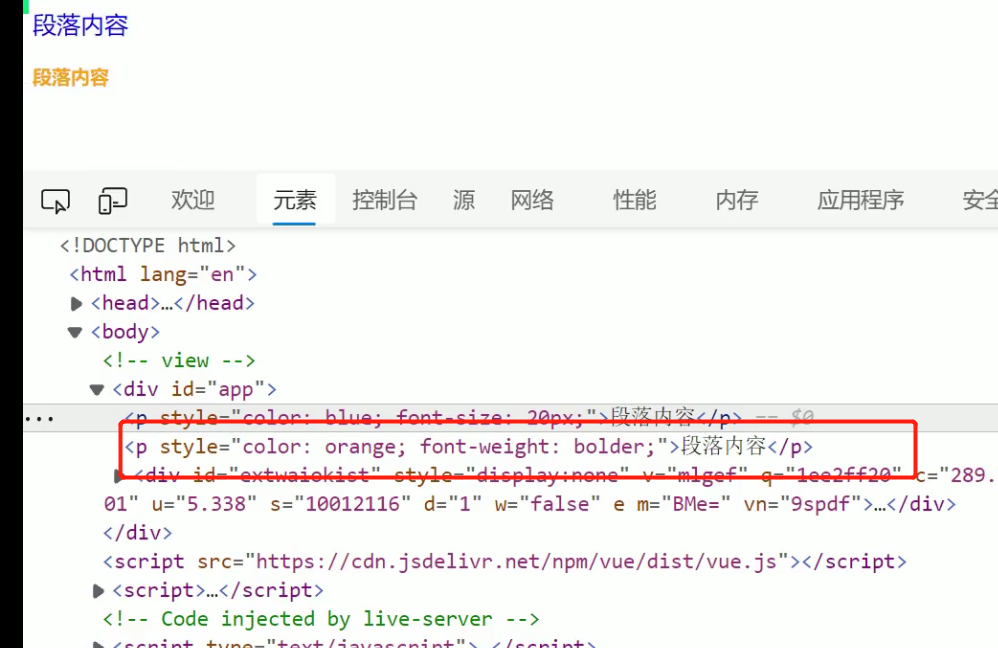 段落内容
段落内容
欢迎 元素 控制台 源 网络 性能 内存 应用程序 安全
<!DOCTYPE html>
<html lang="en">
<head>…</head>
<body>
<!-- view -->
<div id="app">
<p style="color: blue; font-size: 20px;">段落内容</p> == $0
<p style="color: orange; font-weight: bolder;">段落内容</p>
<div id="extwaiokist" style="display:none" v="mlgef" q="1ee2ff20" c="289.
01" u="5.338" s="10012116" d="1" w="false" e m="BMe=" vn="9spdf">…</div>
</div>
<script src="https://cdn.jsdelivr.net/npm/vue/dist/vue.js"></script>
<script>…</script>
<!-- Code injected by live-server -->
<script type="text/javascript">…</script>